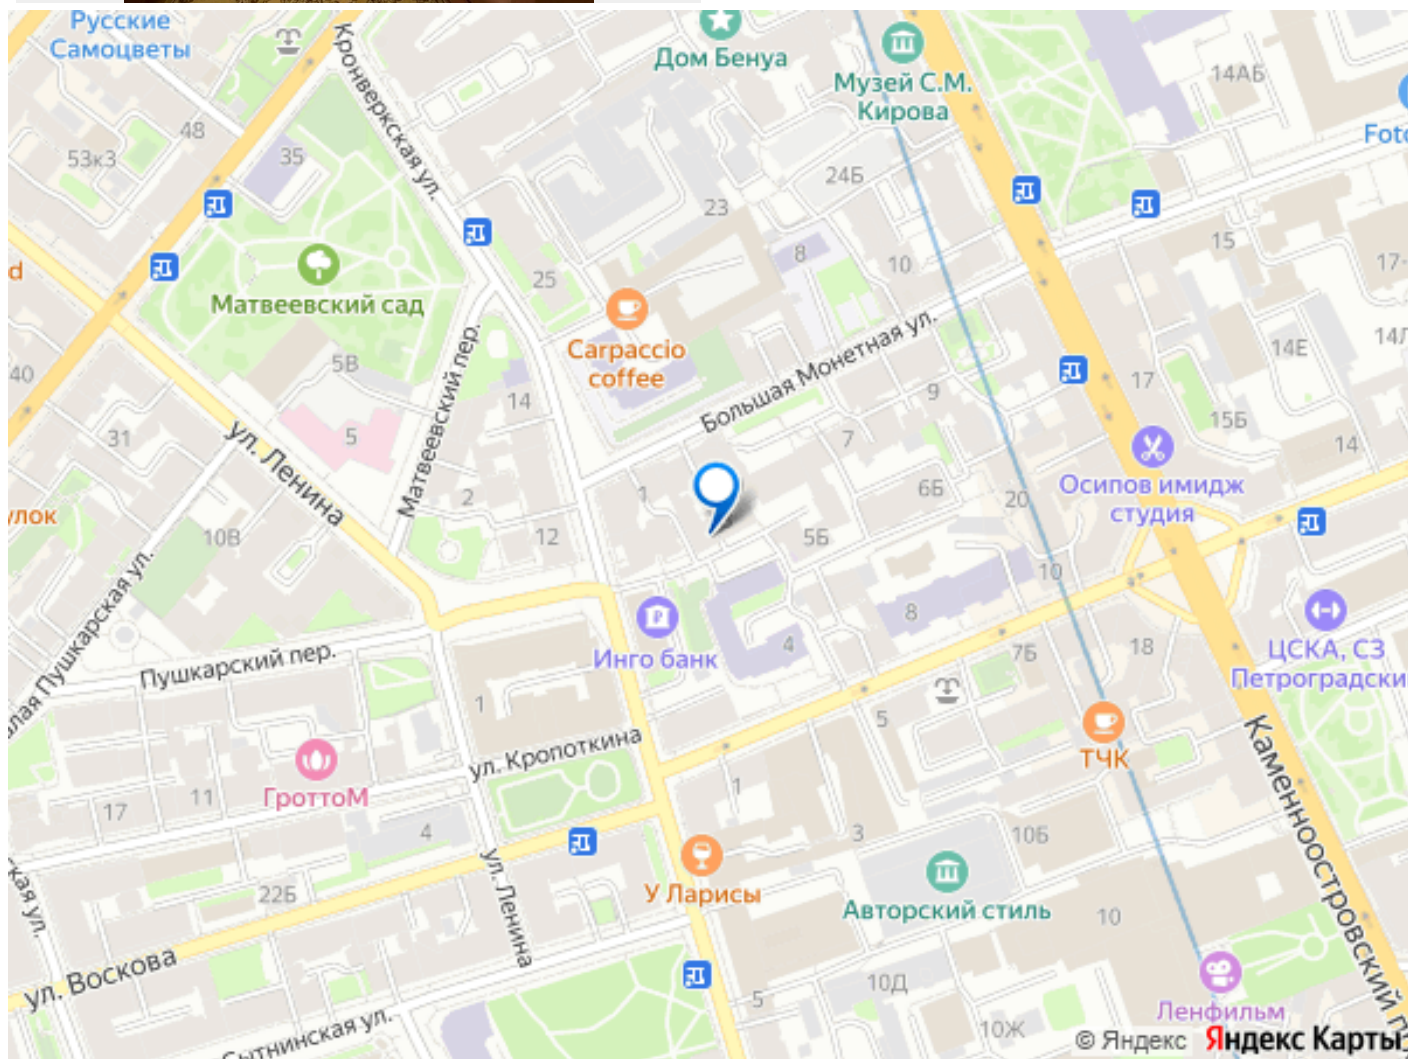 Русские
Самоцветы
Кронверкская ул.
Дом Бенуа
Музей С.М.
Кирова
14АБ
Foto
48
53к3
35
24Б
23
8
10
15
17-
25
d
Матвеевский сад
Carpaccio
coffee
Большая Монетная ул.
14Е
14Л
40
5В
Матвеевский пер.
14
9
17
15Б
31
5
ул. Ленина
7
14
2
1
6Б
20
Осипов имидж
студия
улок
10В
12
5Б
10
8
Малая Пушкарская ул.
Инго банк
4
7Б
18
ЦСКА, СЗ
Петроградский
Пушкарский пер.
1
5
ул. Кропоткина
ТЧК
Каменноостровский п
ГроттоМ
17
11
4
1
3
10Б
У Ларисы
22Б
ул. Ленина
Авторский стиль
10
кая ул.
ул. Воскова
10Д
5
Ленфильм
Сытнинская ул.
10Ж
© Яндекс Яндекс Карты